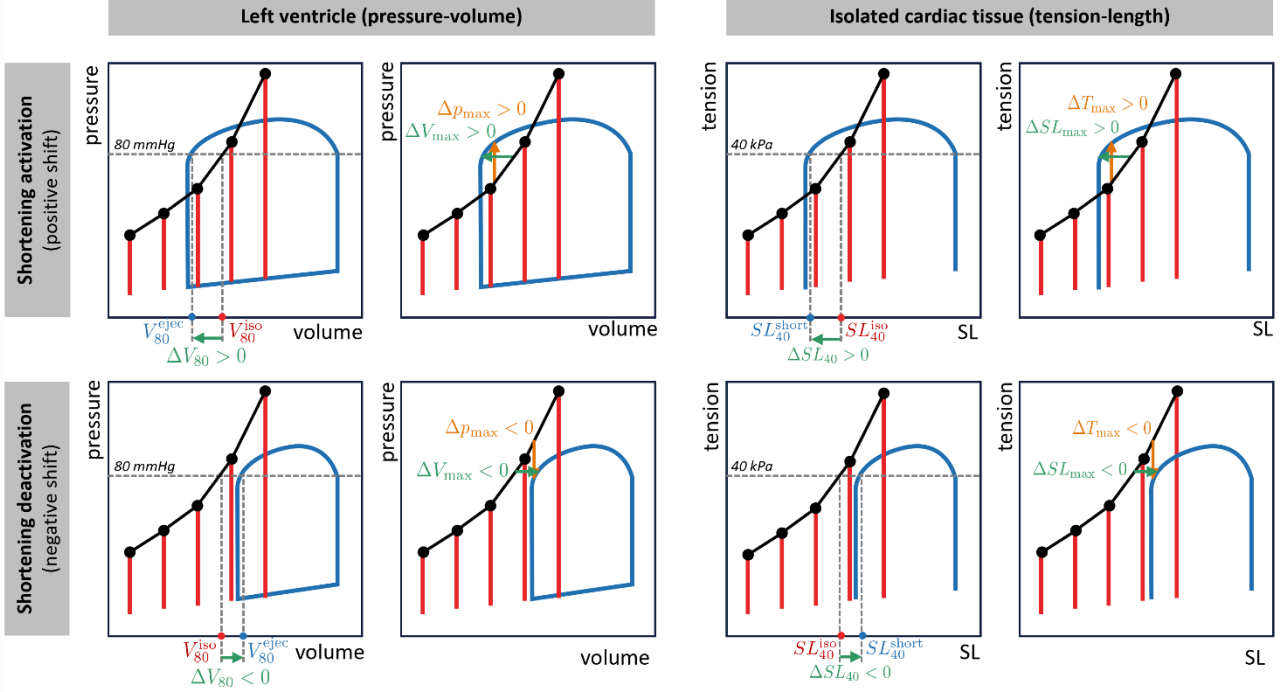 Left ventricle (pressure-volume)
Isolated cardiac tissue (tension-length)
Shortening activation
(positive shift)
pressure
80 mmHg
V_80^ejec
V_80^iso
volume
ΔV_80 > 0
pressure
Δp_max > 0
ΔV_max > 0
volume
tension
40 kPa
SL_40^short
SL_40^iso
SL
ΔSL_40 > 0
tension
ΔT_max > 0
ΔSL_max > 0
SL
Shortening deactivation
(negative shift)
pressure
80 mmHg
V_80^iso
V_80^ejec
volume
ΔV_80 < 0
pressure
Δp_max < 0
ΔV_max < 0
volume
tension
40 kPa
SL_40^iso
SL_40^short
SL
ΔSL_40 < 0
tension
ΔT_max < 0
ΔSL_max < 0
SL